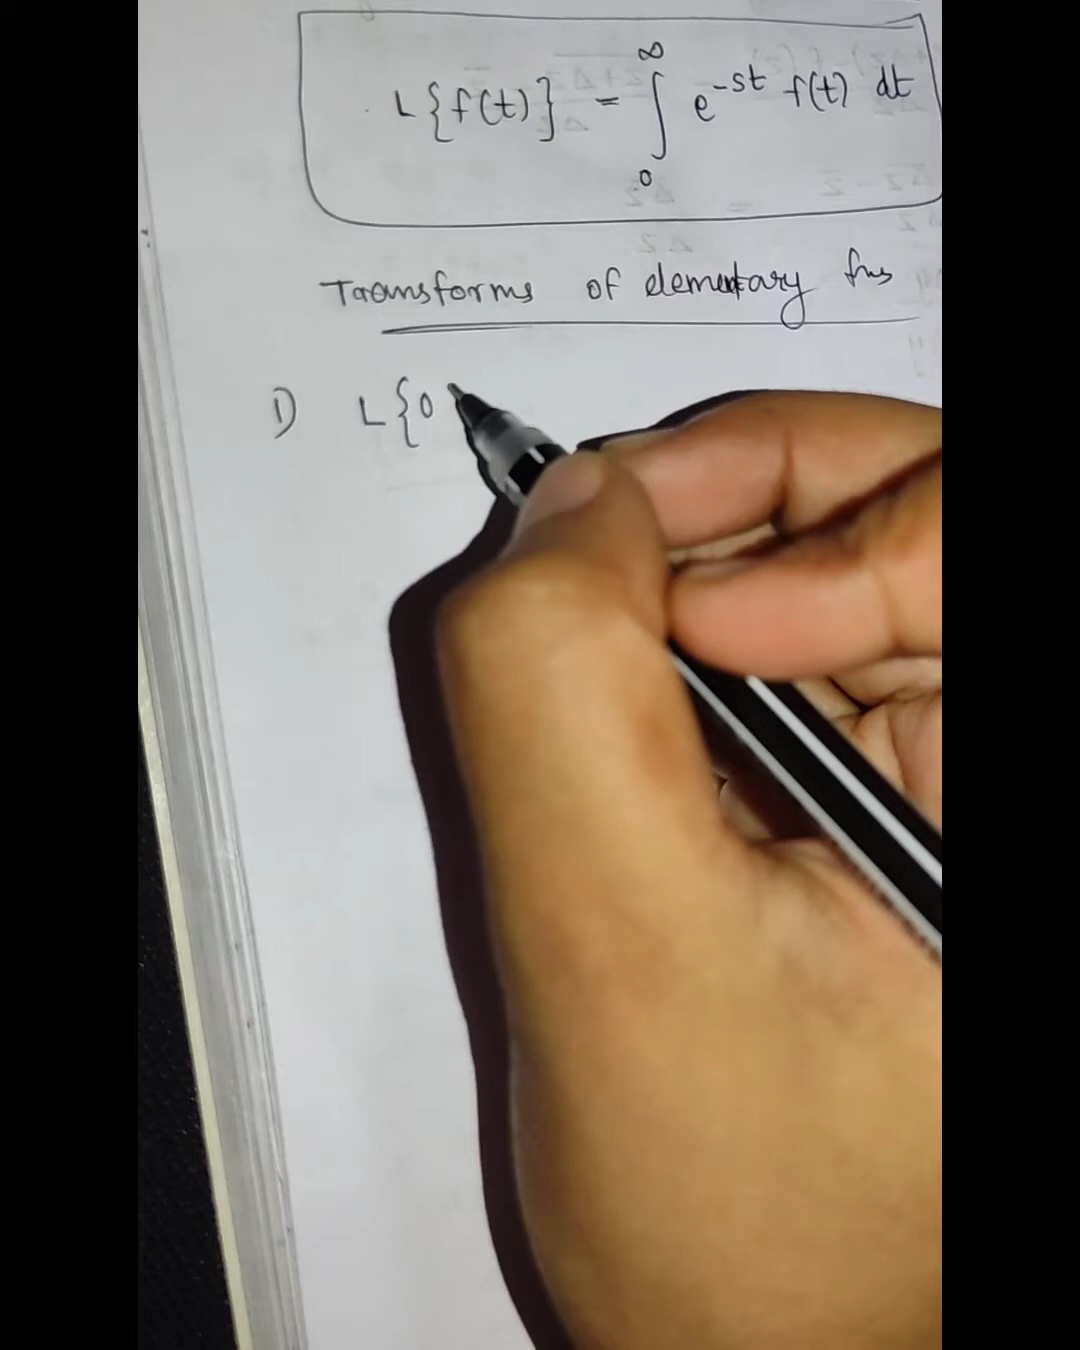 L{f(t)} = ∫₀^∞ e^{-st} f(t) dt
Transforms of elementary fns
1) L{0